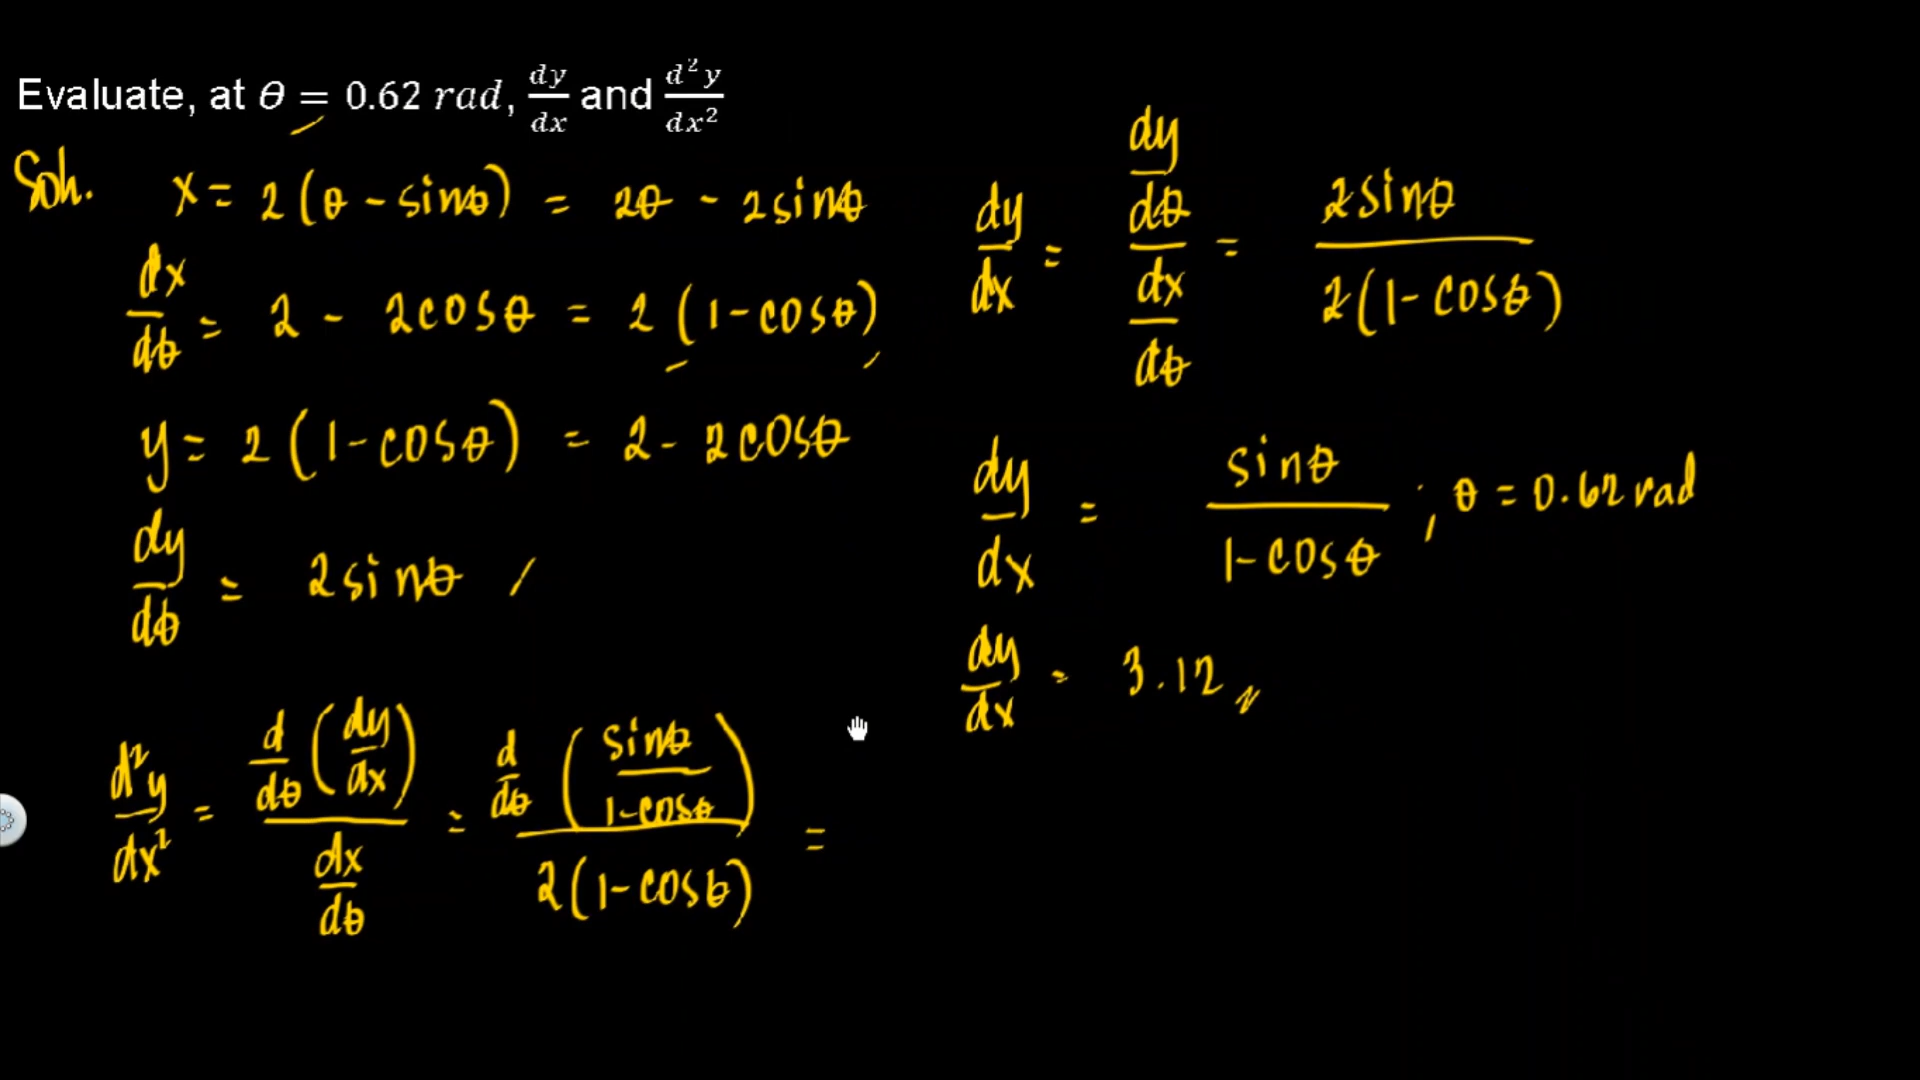 Evaluate, at θ = 0.62 rad, dy/dx and d²y/dx²
Soln.
x = 2(θ - sinθ) = 2θ - 2sinθ
dx/dθ = 2 - 2cosθ = 2(1-cosθ)
y = 2(1-cosθ) = 2 - 2cosθ
dy/dθ = 2sinθ
d²y/dx² = d/dθ(dy/dx) / dx/dθ = d/dθ(sinθ/1-cosθ) / 2(1-cosθ) =
dy/dx = dy/dθ / dx/dθ = 2sinθ / 2(1-cosθ)
dy/dx = sinθ / 1-cosθ ; θ = 0.62 rad
dy/dx = 3.12